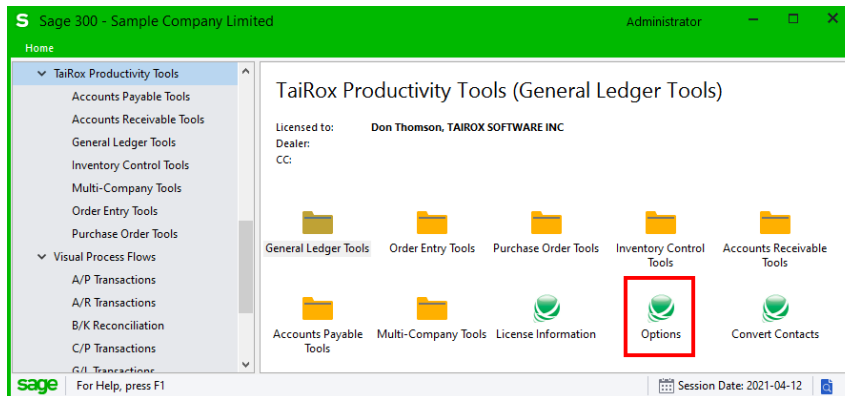 S Sage 300 - Sample Company Limited
Administrator
Home
TaiRox Productivity Tools
Accounts Payable Tools
Accounts Receivable Tools
General Ledger Tools
Inventory Control Tools
Multi-Company Tools
Order Entry Tools
Purchase Order Tools
Visual Process Flows
A/P Transactions
A/R Transactions
B/K Reconciliation
C/P Transactions
G/L Transactions
TaiRox Productivity Tools (General Ledger Tools)
Licensed to: Don Thomson, TAIROX SOFTWARE INC
Dealer:
CC:
General Ledger Tools
Order Entry Tools
Purchase Order Tools
Inventory Control
Tools
Accounts Receivable
Tools
Accounts Payable
Tools
Multi-Company Tools
License Information
Options
Convert Contacts
sage
For Help, press F1
Session Date: 2021-04-12